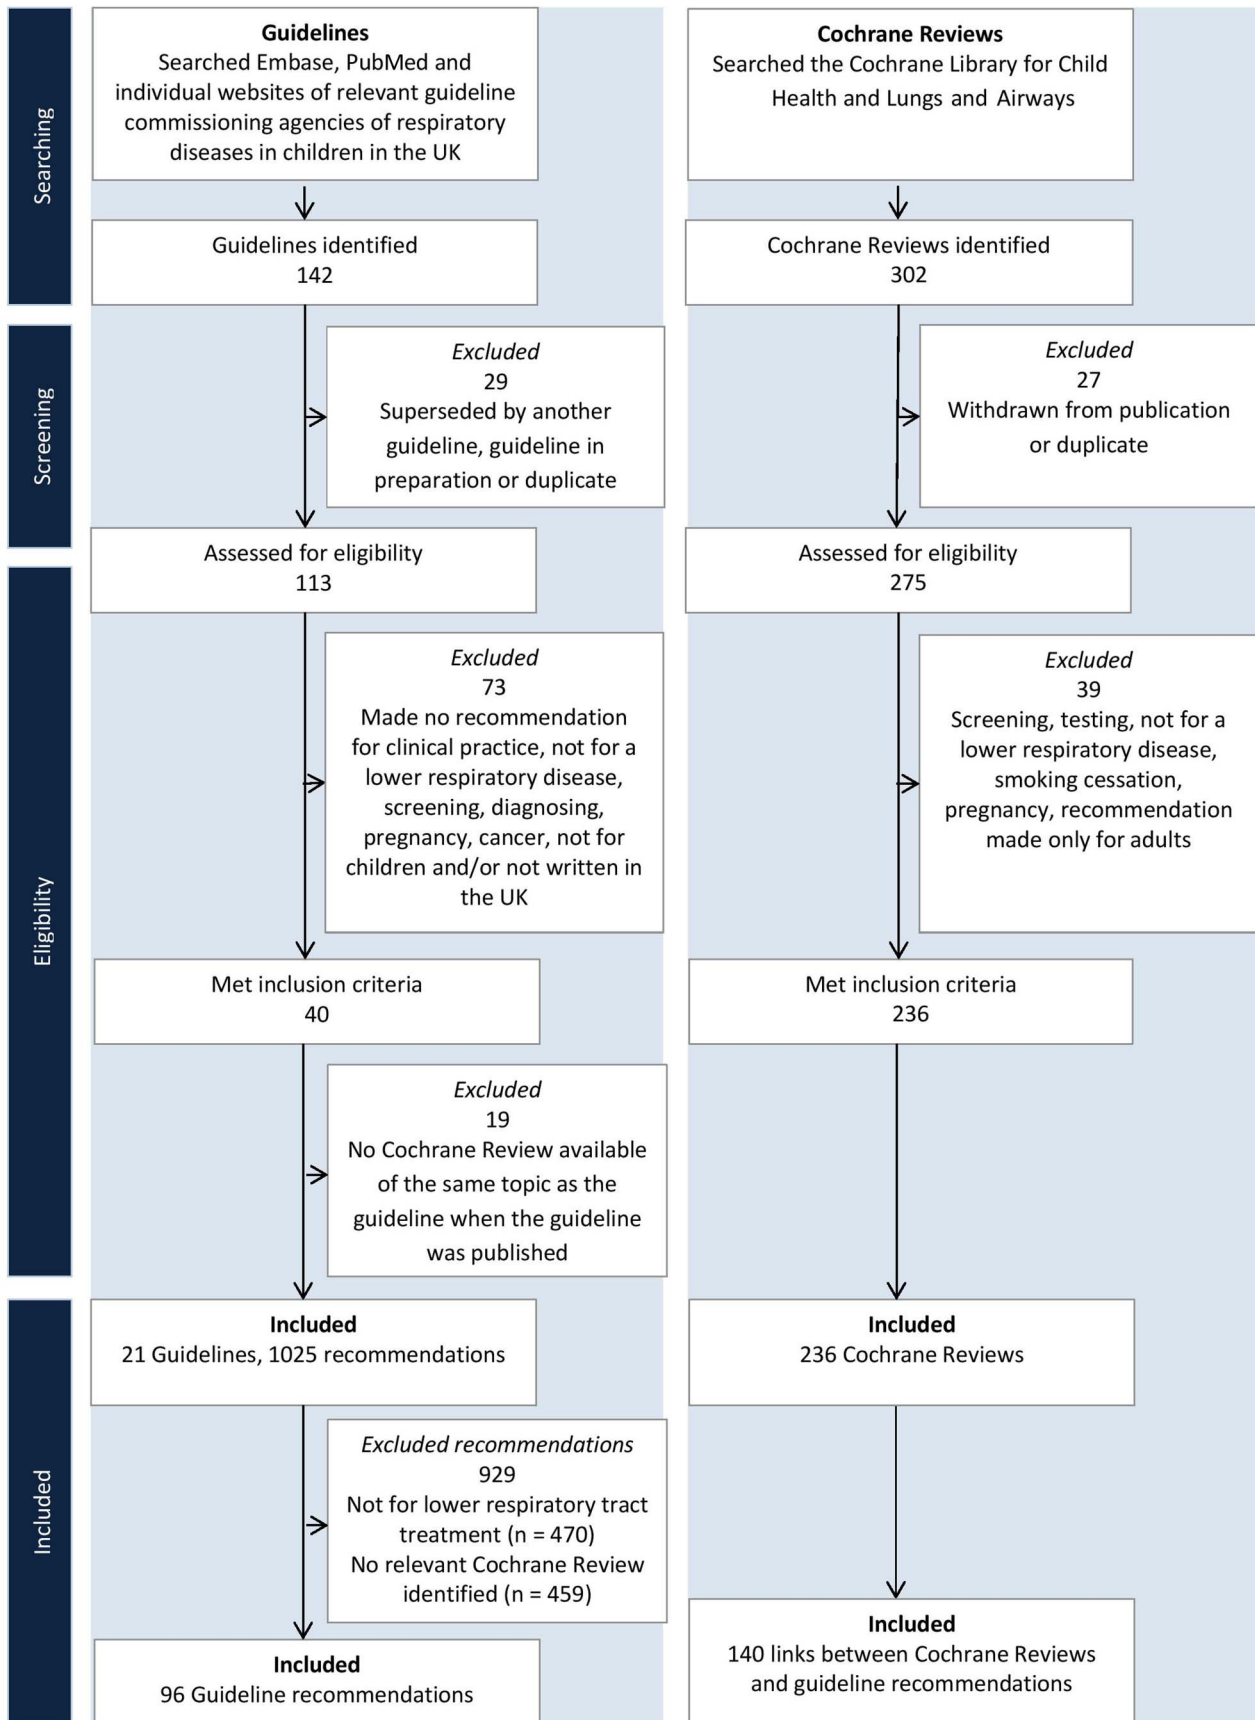 Searching
Guidelines
Searched Embase, PubMed and
individual websites of relevant guideline
commissioning agencies of respiratory
diseases in children in the UK
Cochrane Reviews
Searched the Cochrane Library for Child
Health and Lungs and Airways
Guidelines identified
142
Cochrane Reviews identified
302
Screening
Excluded
29
Superseded by another
guideline, guideline in
preparation or duplicate
Excluded
27
Withdrawn from publication
or duplicate
Eligibility
Assessed for eligibility
113
Assessed for eligibility
275
Excluded
73
Made no recommendation
for clinical practice, not for a
lower respiratory disease,
screening, diagnosing,
pregnancy, cancer, not for
children and/or not written in
the UK
Excluded
39
Screening, testing, not for a
lower respiratory disease,
smoking cessation,
pregnancy, recommendation
made only for adults
Met inclusion criteria
40
Met inclusion criteria
236
Excluded
19
No Cochrane Review available
of the same topic as the
guideline when the guideline
was published
Included
Included
21 Guidelines, 1025 recommendations
Included
236 Cochrane Reviews
Excluded recommendations
929
Not for lower respiratory tract
treatment (n = 470)
No relevant Cochrane Review
identified (n = 459)
Included
96 Guideline recommendations
Included
140 links between Cochrane Reviews
and guideline recommendations